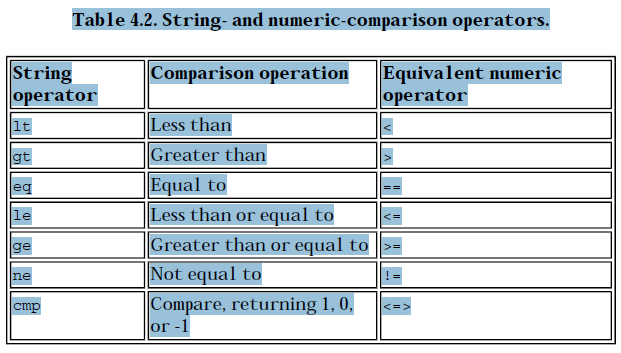 Table 4.2. String- and numeric-comparison operators.
String operator Comparison operation Equivalent numeric operator
lt Less than <
gt Greater than >
eq Equal to ==
le Less than or equal to <=
ge Greater than or equal to >=
ne Not equal to !=
cmp Compare, returning 1, 0, or -1 <=>